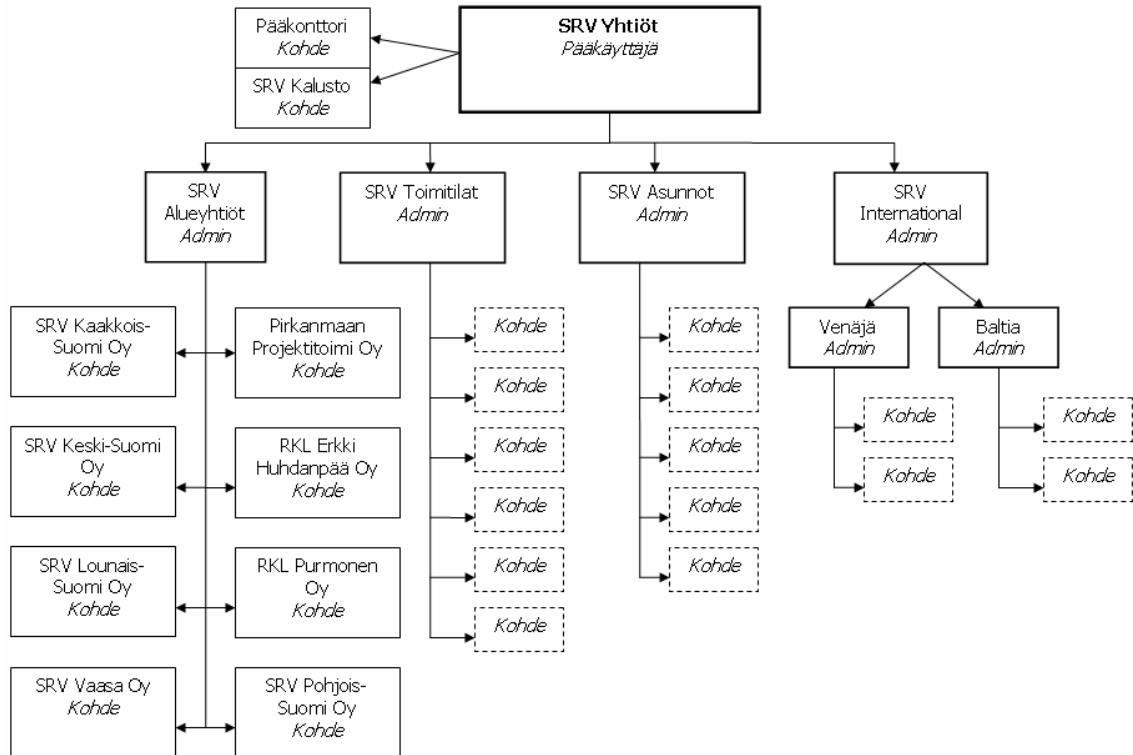 Pääkonttori
Kohde
SRV Kalusto
Kohde
SRV Yhtiöt
Pääkäyttäjä
SRV
Alueyhtiöt
Admin
SRV Toimitilat
Admin
SRV Asunnot
Admin
SRV
International
Admin
SRV Kaakkois-
Suomi Oy
Kohde
Pirkanmaan
Projektitoimi Oy
Kohde
SRV Keski-Suomi
Oy
Kohde
RKL Erkki
Huhdanpää Oy
Kohde
SRV Lounais-
Suomi Oy
Kohde
RKL Purmonen
Oy
Kohde
SRV Vaasa Oy
Kohde
SRV Pohjois-
Suomi Oy
Kohde
Kohde
Kohde
Kohde
Kohde
Kohde
Kohde
Kohde
Kohde
Kohde
Kohde
Kohde
Venäjä
Admin
Baltia
Admin
Kohde
Kohde
Kohde
Kohde